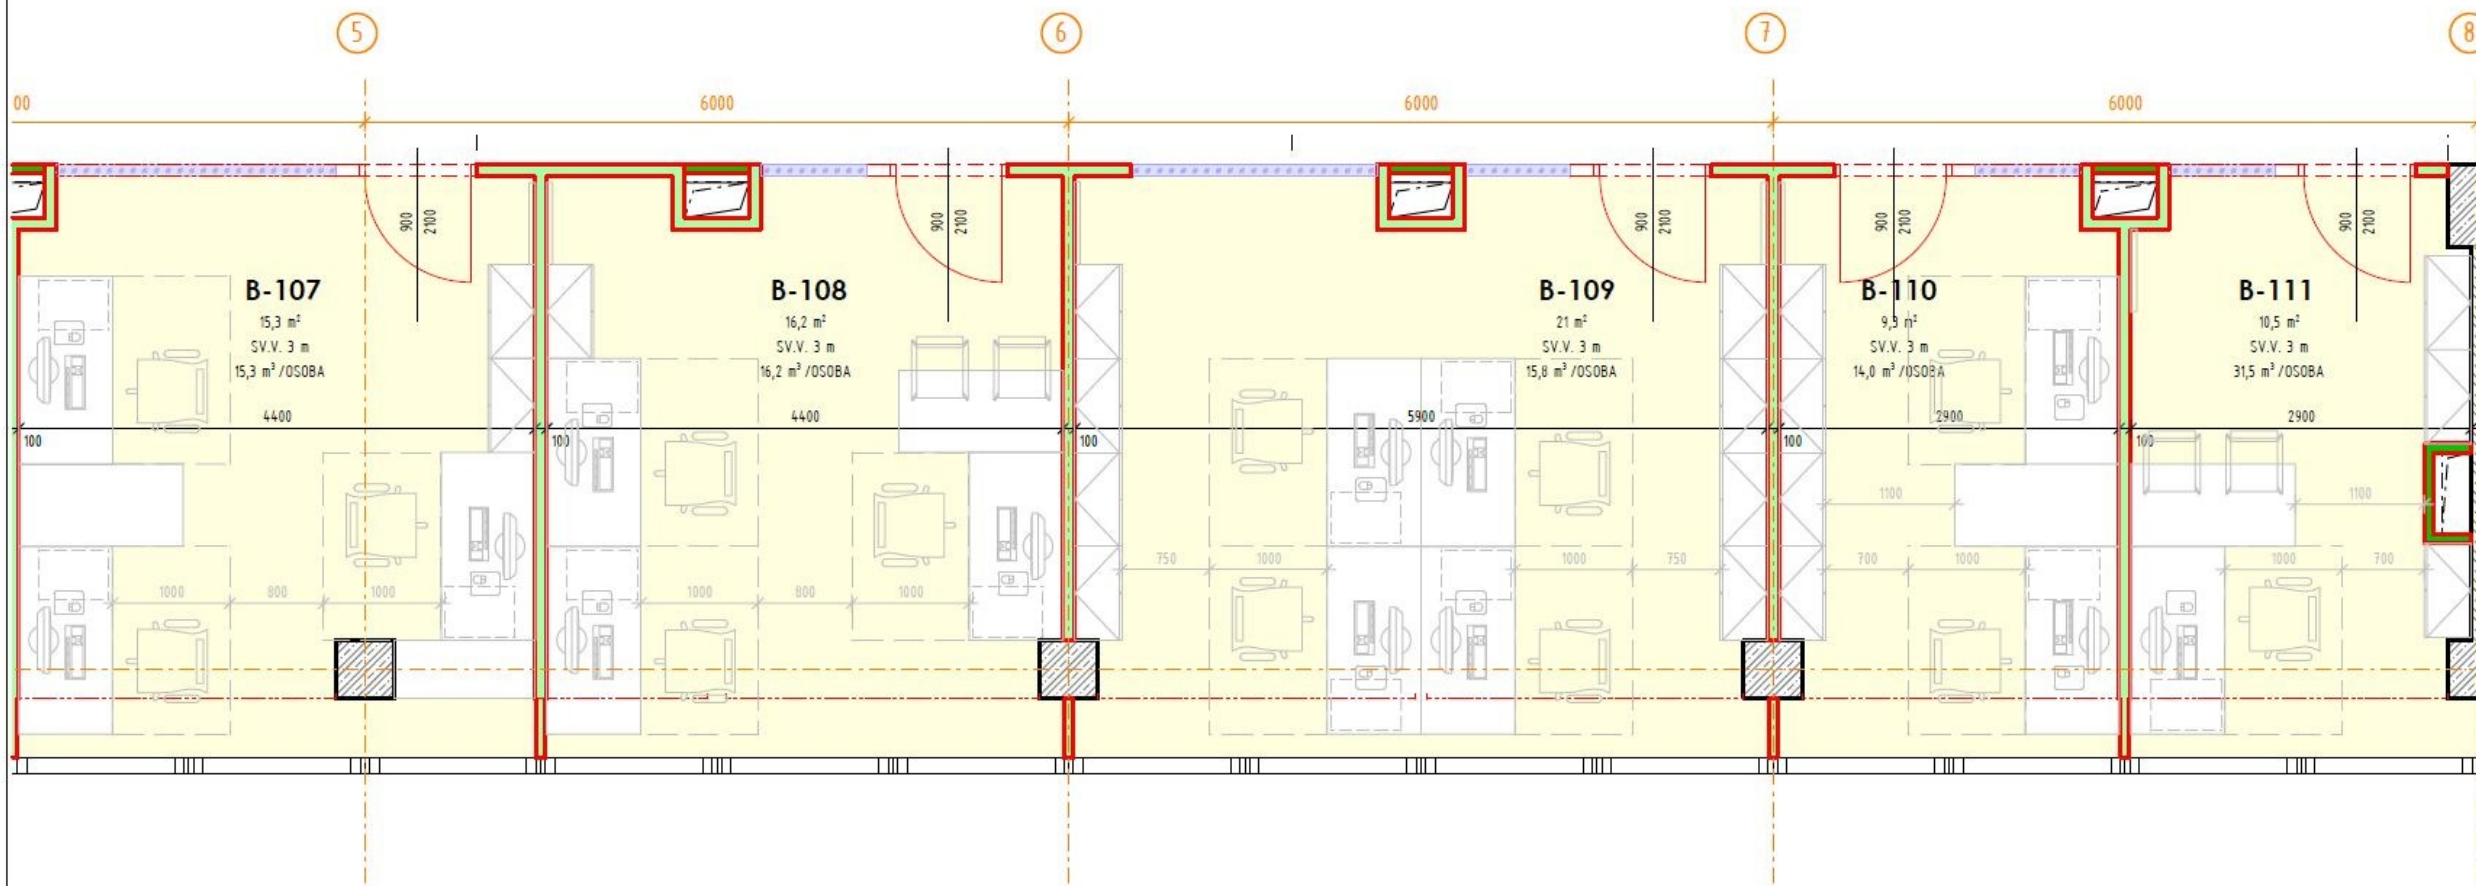 5
6
7
8
00
6000
6000
6000
900
2100
900
2100
900
2100
900
2100
900
2100
B-107
15,3 m²
SV.V. 3 m
15,3 m³/OSOBA
B-108
16,2 m²
SV.V. 3 m
16,2 m³/OSOBA
B-109
21 m²
SV.V. 3 m
15,8 m³/OSOBA
B-110
9,3 m²
SV.V. 3 m
14,0 m³/OSOBA
B-111
10,5 m²
SV.V. 3 m
31,5 m³/OSOBA
4400
4400
5900
2900
2900
100
100
100
100
100
1100
1100
750
1000
1000
750
700
1000
1000
700
1000
800
1000
1000
800
1000